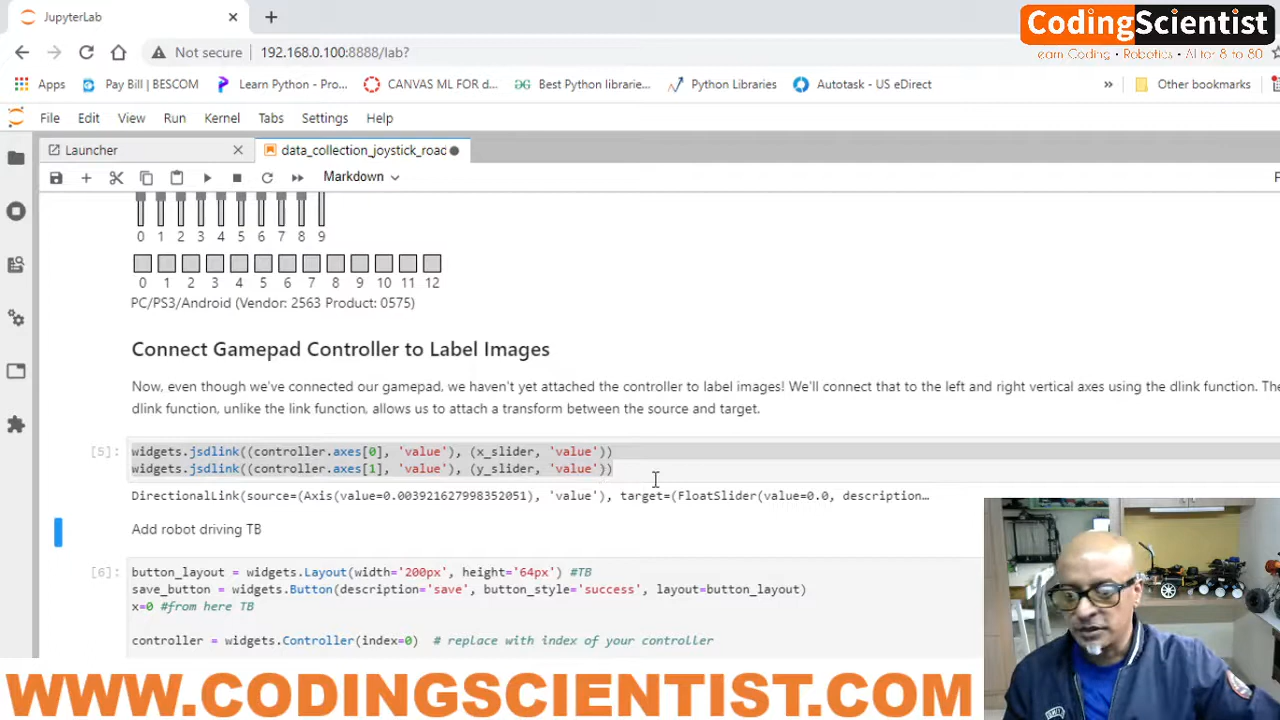 JupyterLab
CodingScientist
earn Coding • Robotics • AI for 8 to 80
Not secure 192.168.0.100:8888/lab?
Apps Pay Bill | BESCOM Learn Python - Pro... CANVAS ML FOR d... Best Python librarie... Python Libraries Autotask - US eDirect » Other bookmarks
File Edit View Run Kernel Tabs Settings Help
Launcher data_collection_joystick_road
Markdown
0 1 2 3 4 5 6 7 8 9
0 1 2 3 4 5 6 7 8 9 10 11 12
PC/PS3/Android (Vendor: 2563 Product: 0575)
Connect Gamepad Controller to Label Images
Now, even though we've connected our gamepad, we haven't yet attached the controller to label images! We'll connect that to the left and right vertical axes using the dlink function. The
dlink function, unlike the link function, allows us to attach a transform between the source and target.
[5]: widgets.jsdlink((controller.axes[0], 'value'), (x_slider, 'value'))
widgets.jsdlink((controller.axes[1], 'value'), (y_slider, 'value'))
DirectionalLink(source=(Axis(value=0.003921627998352051), 'value'), target=(FloatSlider(value=0.0, description…
Add robot driving TB
[6]: button_layout = widgets.Layout(width='200px', height='64px') #TB
save_button = widgets.Button(description='save', button_style='success', layout=button_layout)
x=0 #from here TB
controller = widgets.Controller(index=0) # replace with index of your controller
WWW.CODINGSCIENTIST.COM